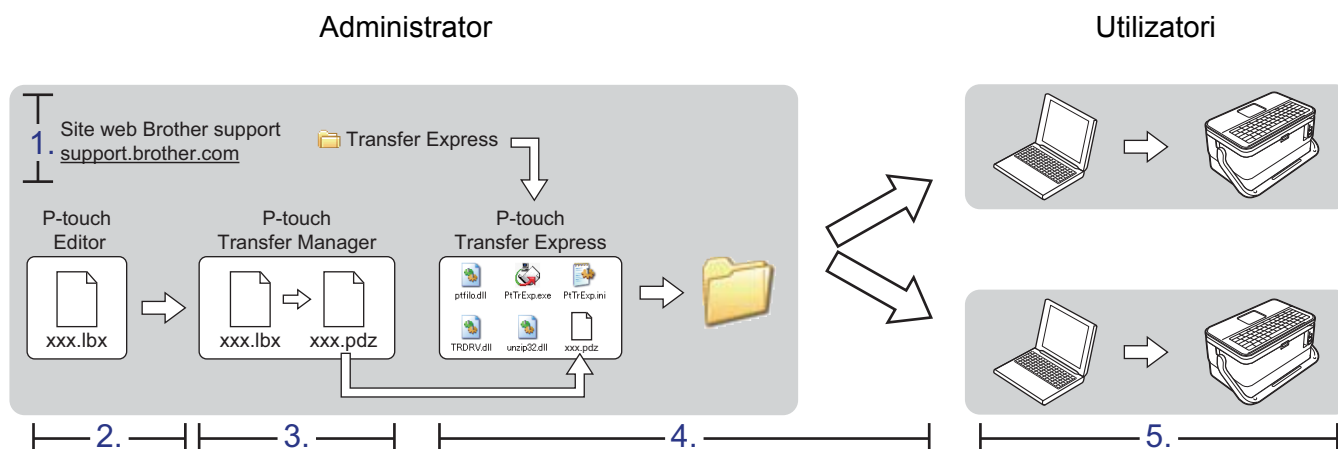 Administrator
Utilizatori
1.
Site web Brother support
support.brother.com
Transfer Express
P-touch
Editor
xxx.lbx
P-touch
Transfer Manager
xxx.lbx
xxx.pdz
P-touch
Transfer Express
ptfilo.dll
PtTrExp.exe
PtTrExp.ini
TRDRV.dll
unzip32.dll
xxx.pdz
2.
3.
4.
5.